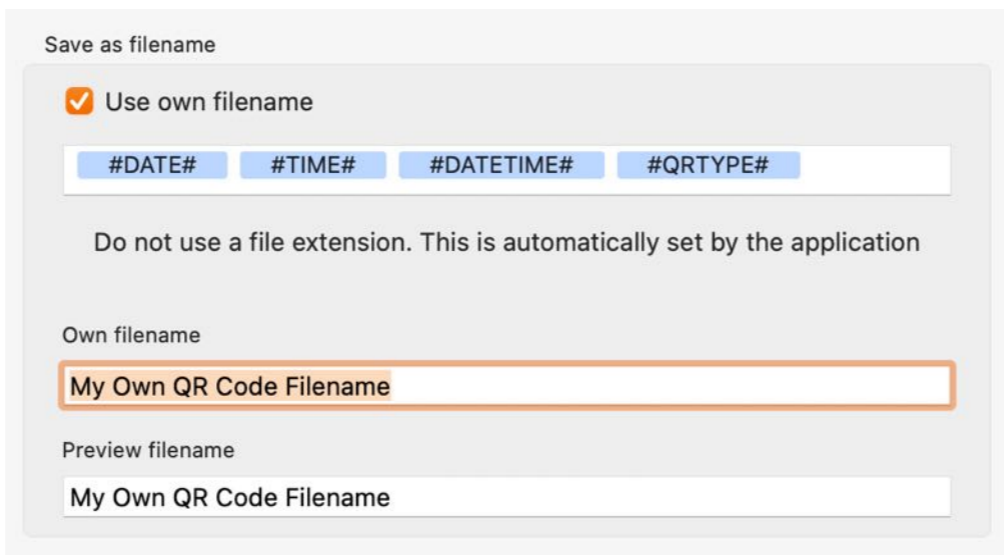 Save as filename
Use own filename
#DATE# #TIME# #DATETIME# #QRTYPE#
Do not use a file extension. This is automatically set by the application
Own filename
My Own QR Code Filename
Preview filename
My Own QR Code Filename